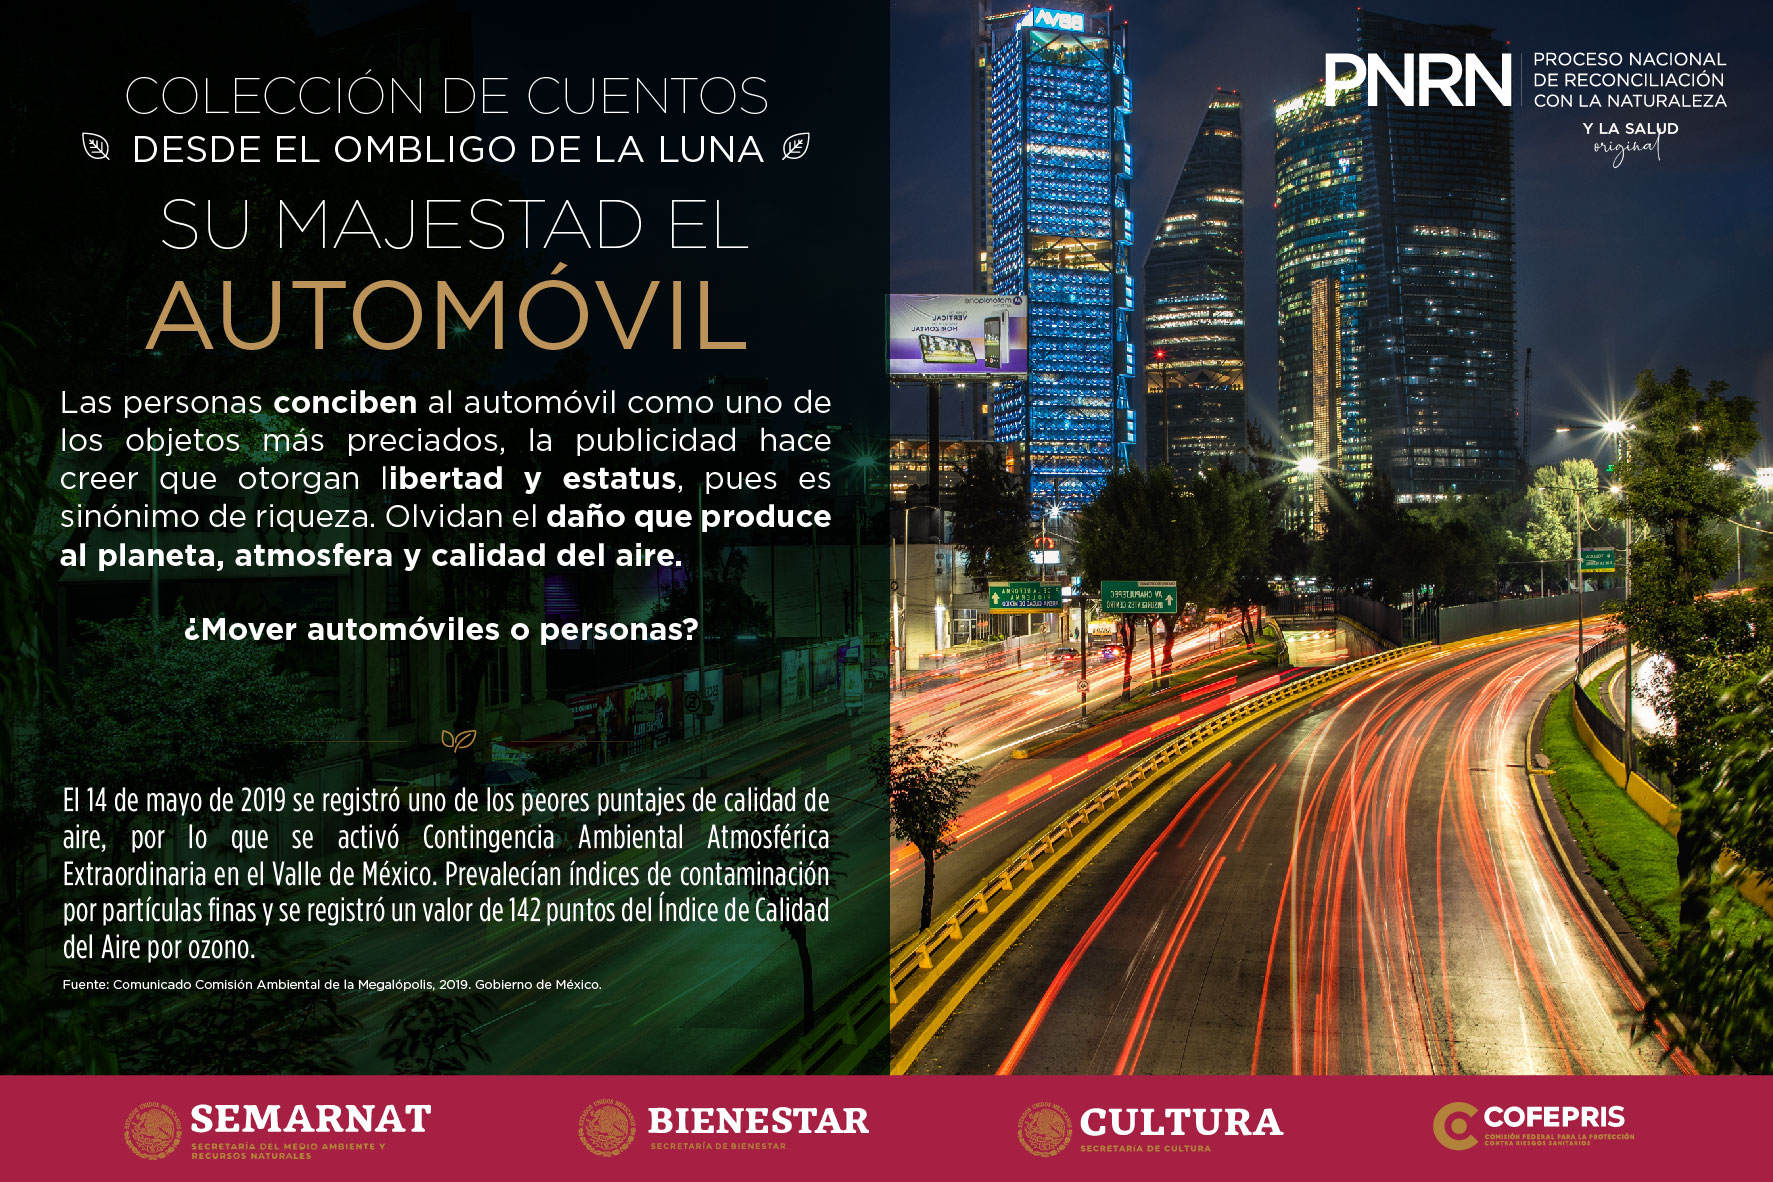 COLECCIÓN DE CUENTOS
DESDE EL OMBLIGO DE LA LUNA
SU MAJESTAD EL
AUTOMÓVIL
Las personas conciben al automóvil como uno de
los objetos más preciados, la publicidad hace
creer que otorgan libertad y estatus, pues es
sinónimo de riqueza. Olvidan el daño que produce
al planeta, atmosfera y calidad del aire.
¿Mover automóviles o personas?
El 14 de mayo de 2019 se registró uno de los peores puntajes de calidad de
aire, por lo que se activó Contingencia Ambiental Atmosférica
Extraordinaria en el Valle de México. Prevalecían índices de contaminación
por partículas finas y se registró un valor de 142 puntos del Índice de Calidad
del Aire por ozono.
Fuente: Comunicado Comisión Ambiental de la Megalópolis, 2019. Gobierno de México.
BBVA
PNRN
PROCESO NACIONAL
DE RECONCILIACIÓN
CON LA NATURALEZA
Y LA SALUD
original
motorola one
VERTICAL
HORIZONTAL
AV CHAPULTEPEC
INSURGENTES CENTRO
SEMARNAT
SECRETARÍA DEL MEDIO AMBIENTE Y
RECURSOS NATURALES
BIENESTAR
SECRETARÍA DE BIENESTAR
CULTURA
SECRETARÍA DE CULTURA
COFEPRIS
COMISIÓN FEDERAL PARA LA PROTECCIÓN
CONTRA RIESGOS SANITARIOS